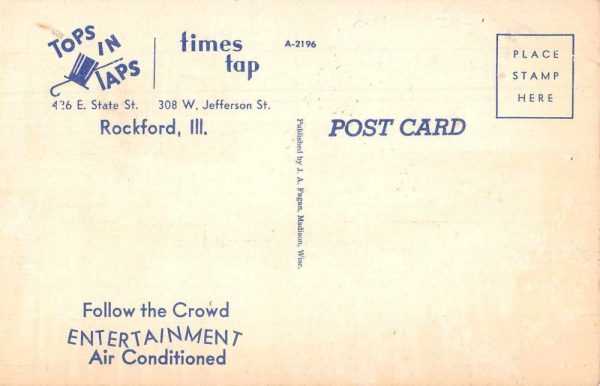 TOPS IN TAPS
times tap
A-2196
PLACE STAMP HERE
426 E. State St.
308 W. Jefferson St.
Rockford, Ill.
POST CARD
Published by J. A. Fagan, Madison, Wisc.
Follow the Crowd
ENTERTAINMENT
Air Conditioned